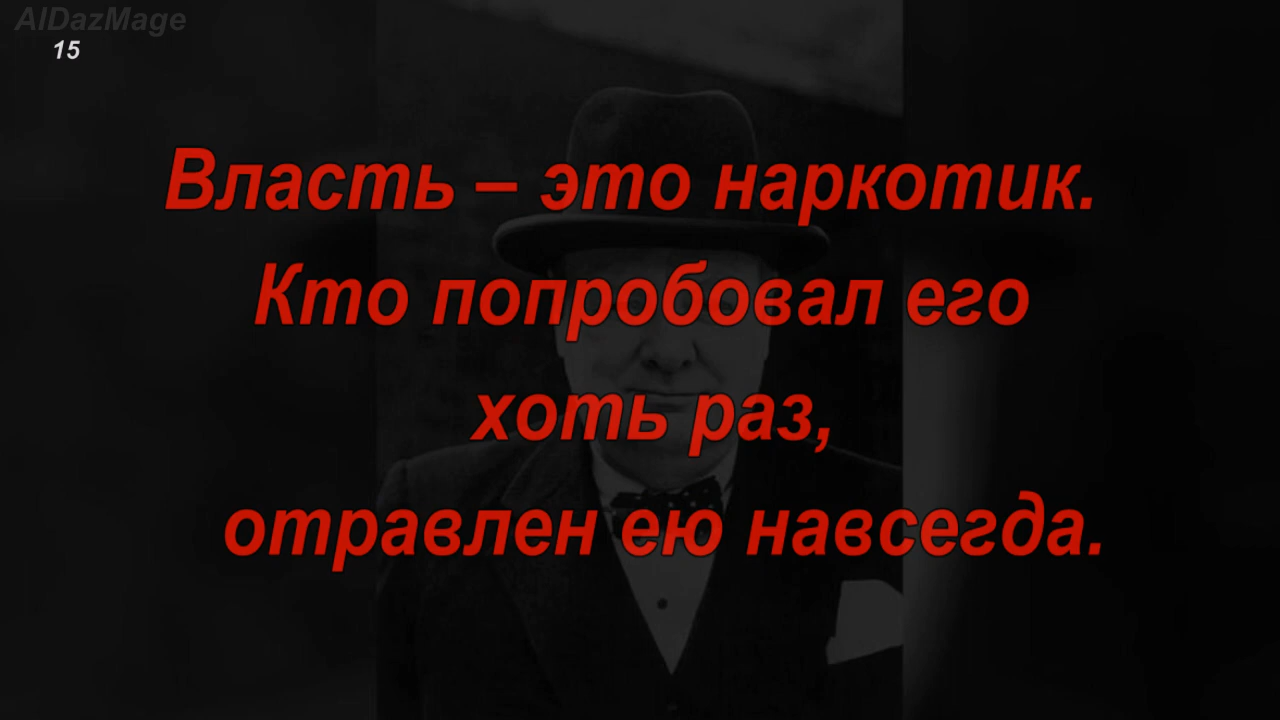 AlDazMage
15
Власть – это наркотик.
Кто попробовал его
хоть раз,
отравлен ею навсегда.